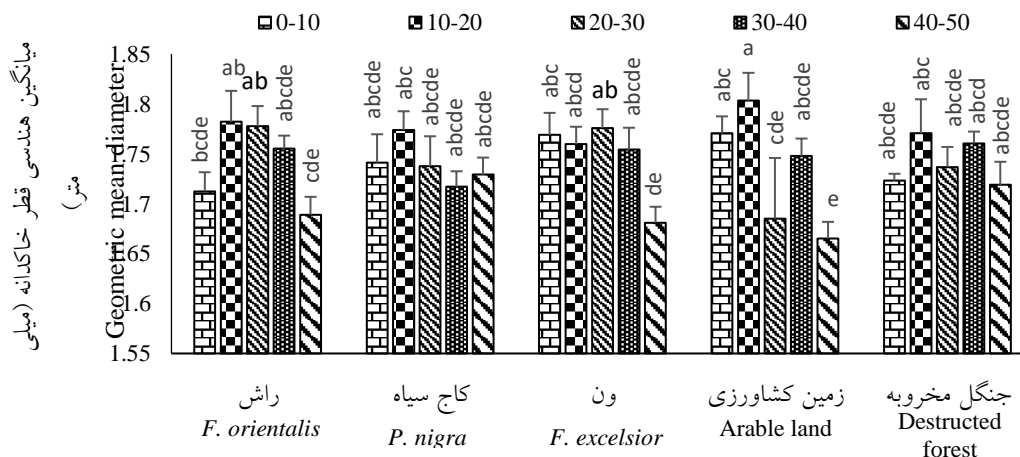 0-10 10-20 20-30 30-40 40-50
میانگین هندسی قطر خاکدانه (میلی
متر)
Geometric mean diameter
1.85
1.8
1.75
1.7
1.65
1.6
1.55
bcde ab ab abcde cde
abcde abc abcde abcde abcde
abc abcd ab abcde de
abc a cde abcde e
abcde abc abcde abcd abcde
راش کاج سیاه ون زمین کشاورزی جنگل مخروبه
F. orientalis P. nigra F. excelsior Arable land Destructed
forest